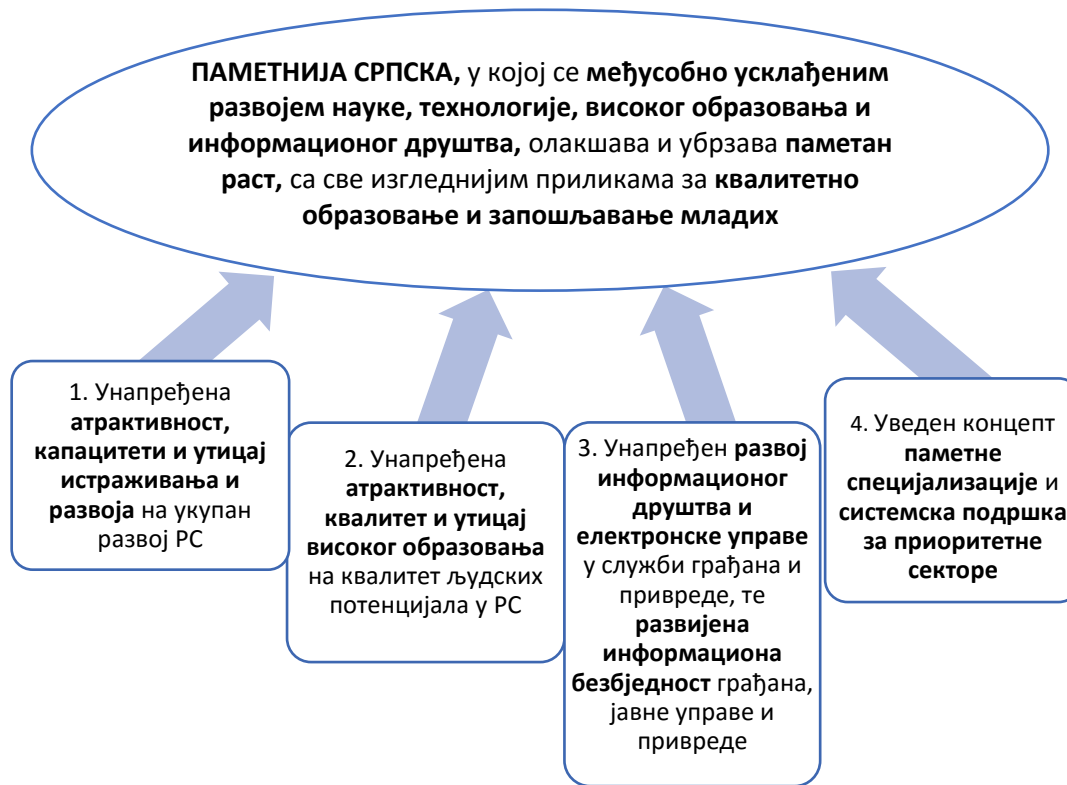 ПАМЕТНИЈА СРПСКА, у којој се међусобно усклађеним
развојем науке, технологије, високог образовања и
информационог друштва, олакшава и убрзава паметан
раст, са све изгледнијим приликама за квалитетно
образовање и запошљавање младих
1. Унапређена
атрактивност,
капацитети и утицај
истраживања и
развоја на укупан
развој РС
2. Унапређена
атрактивност,
квалитет и утицај
високог образовања
на квалитет људских
потенцијала у РС
3. Унапређен развој
информационог
друштва и
електронске управе
у служби грађана и
привреде, те
развијена
информациона
безбједност грађана,
јавне управе и
привреде
4. Уведен концепт
паметне
специјализације и
системска подршка
за приоритетне
секторе